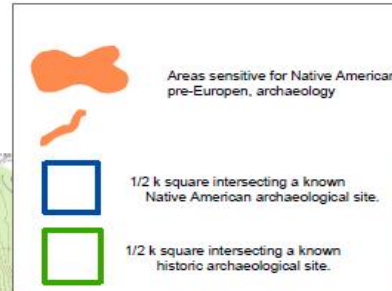 Areas sensitive for Native American
pre-Europen, archaeology
1/2 k square intersecting a known
Native American archaeological site.
1/2 k square intersecting a known
historic archaeological site.